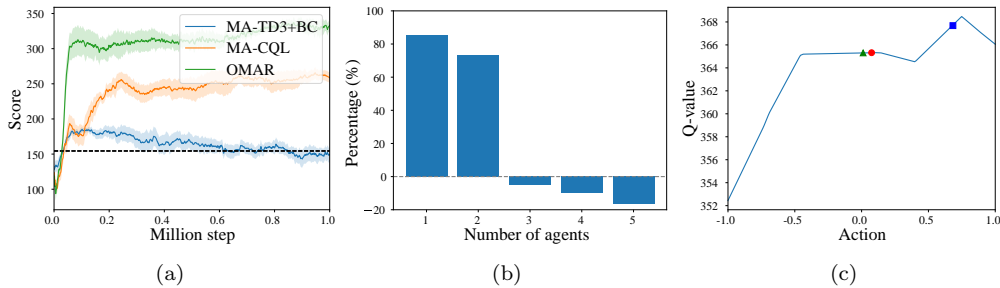 350
300
250
200
150
100
Score
0.0 0.2 0.4 0.6 0.8 1.0
Million step
MA-TD3+BC
MA-CQL
OMAR
(a)
100
80
60
40
20
0
−20
Percentage (%)
1 2 3 4 5
Number of agents
(b)
368
366
364
362
360
358
356
354
352
Q-value
-1.0 -0.5 0.0 0.5 1.0
Action
(c)